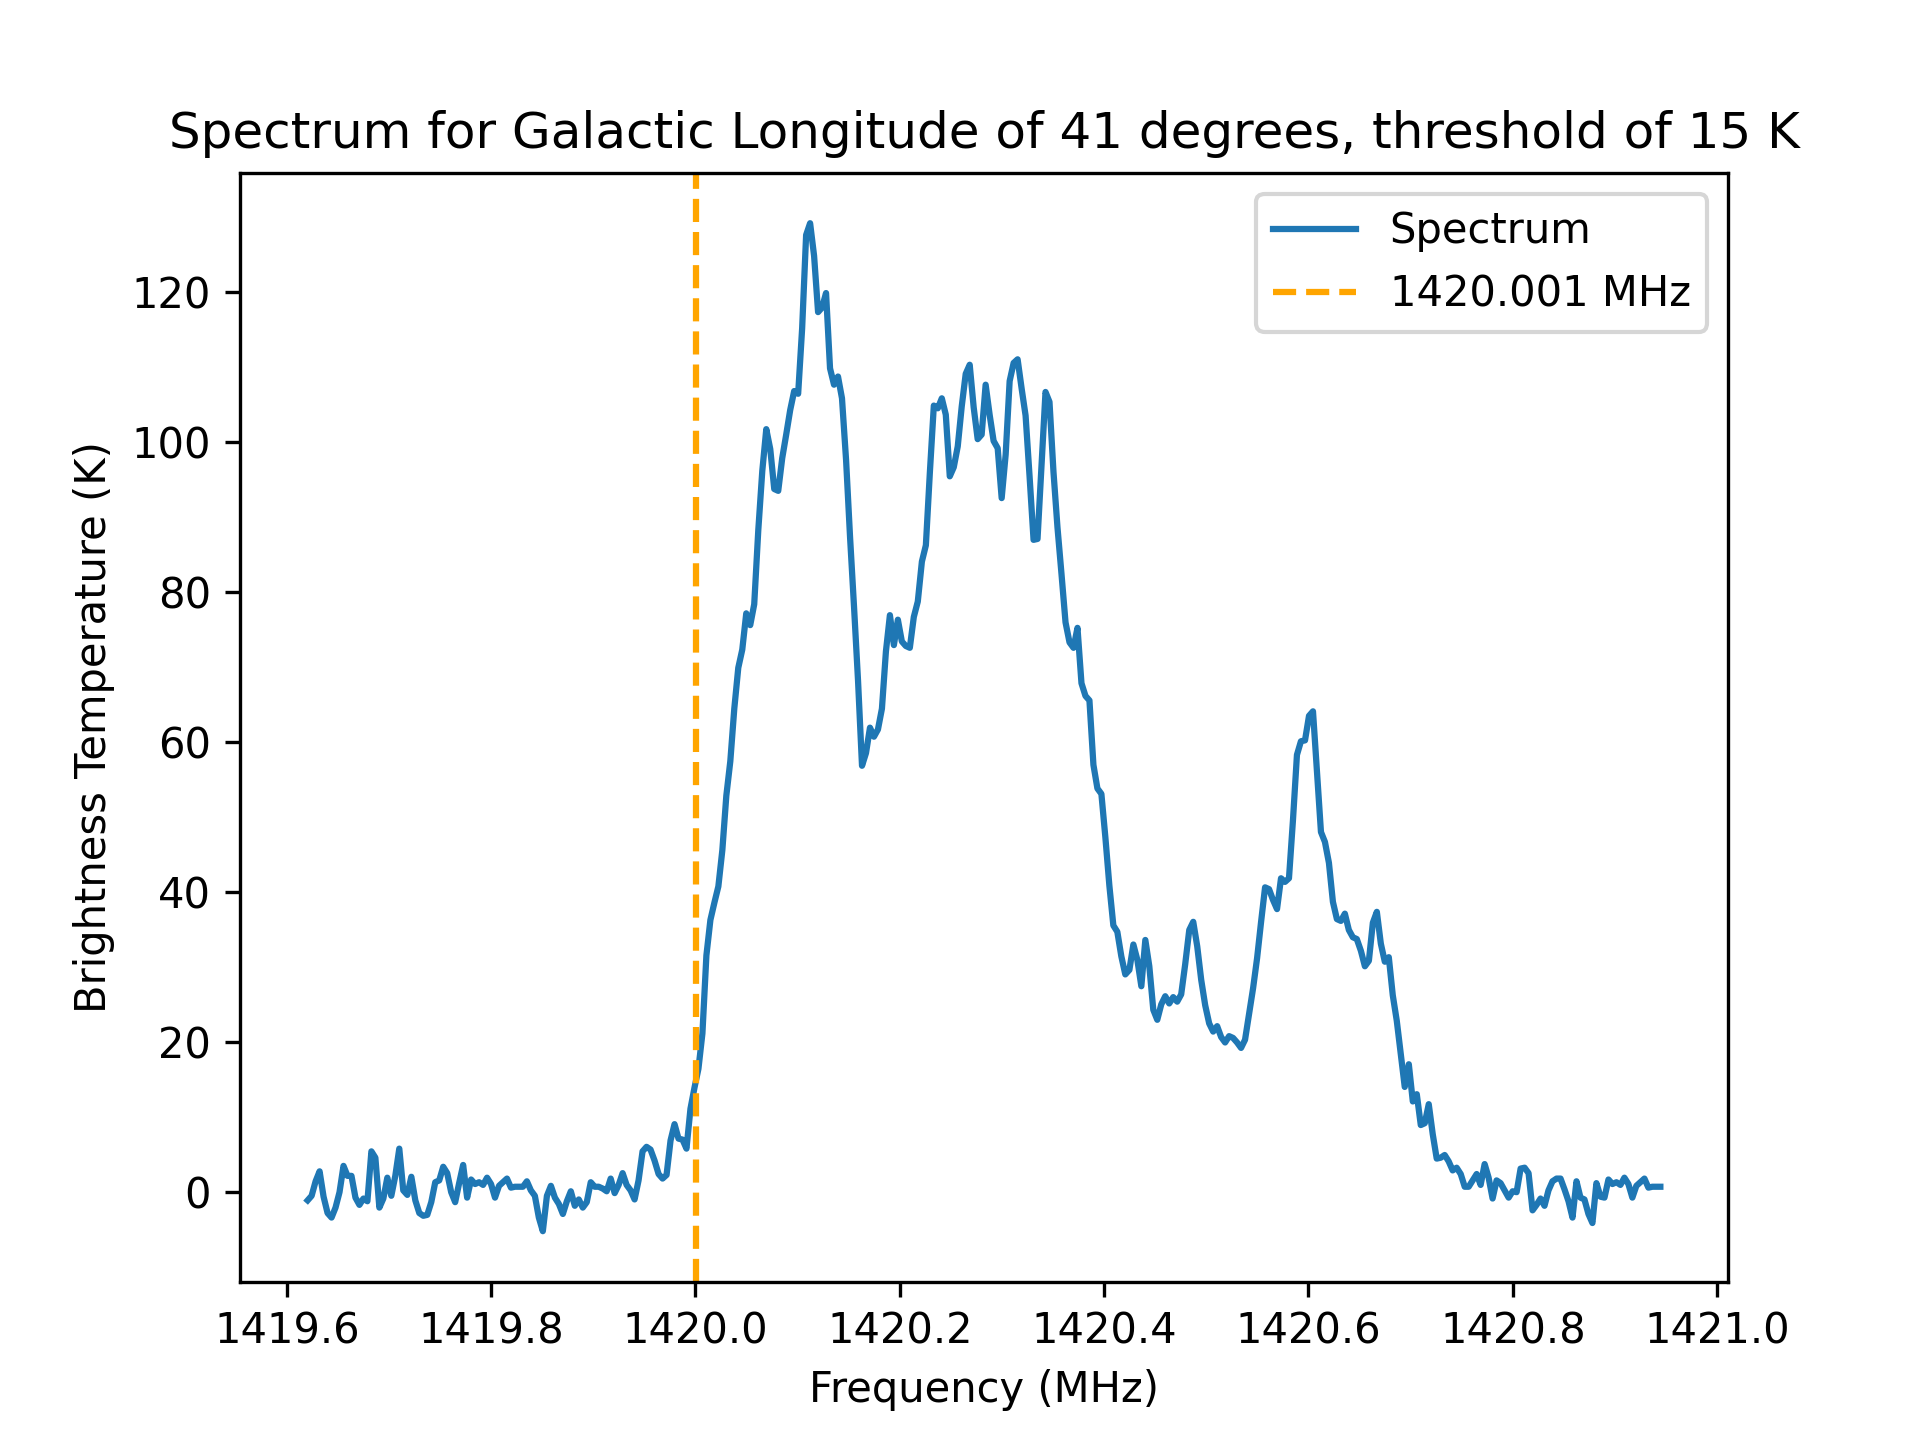 Spectrum for Galactic Longitude of 41 degrees, threshold of 15 K
Spectrum
1420.001 MHz
Brightness Temperature (K)
120
100
80
60
40
20
0
1419.6 1419.8 1420.0 1420.2 1420.4 1420.6 1420.8 1421.0
Frequency (MHz)